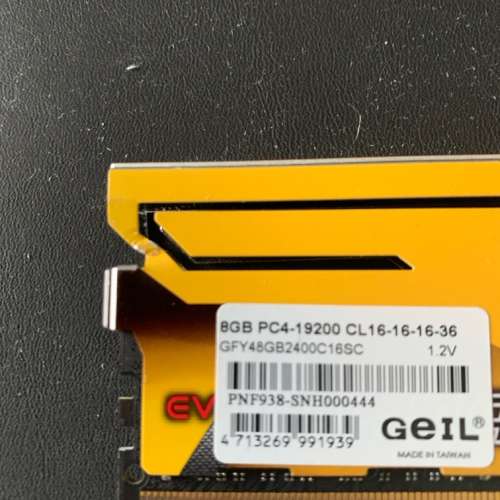 8GB PC4-19200 CL16-16-16-36
GFY48GB2400C16SC 1.2V
PNF938-SNH000444
EV
4 713269 991939
GeIL®
MADE IN TAIWAN